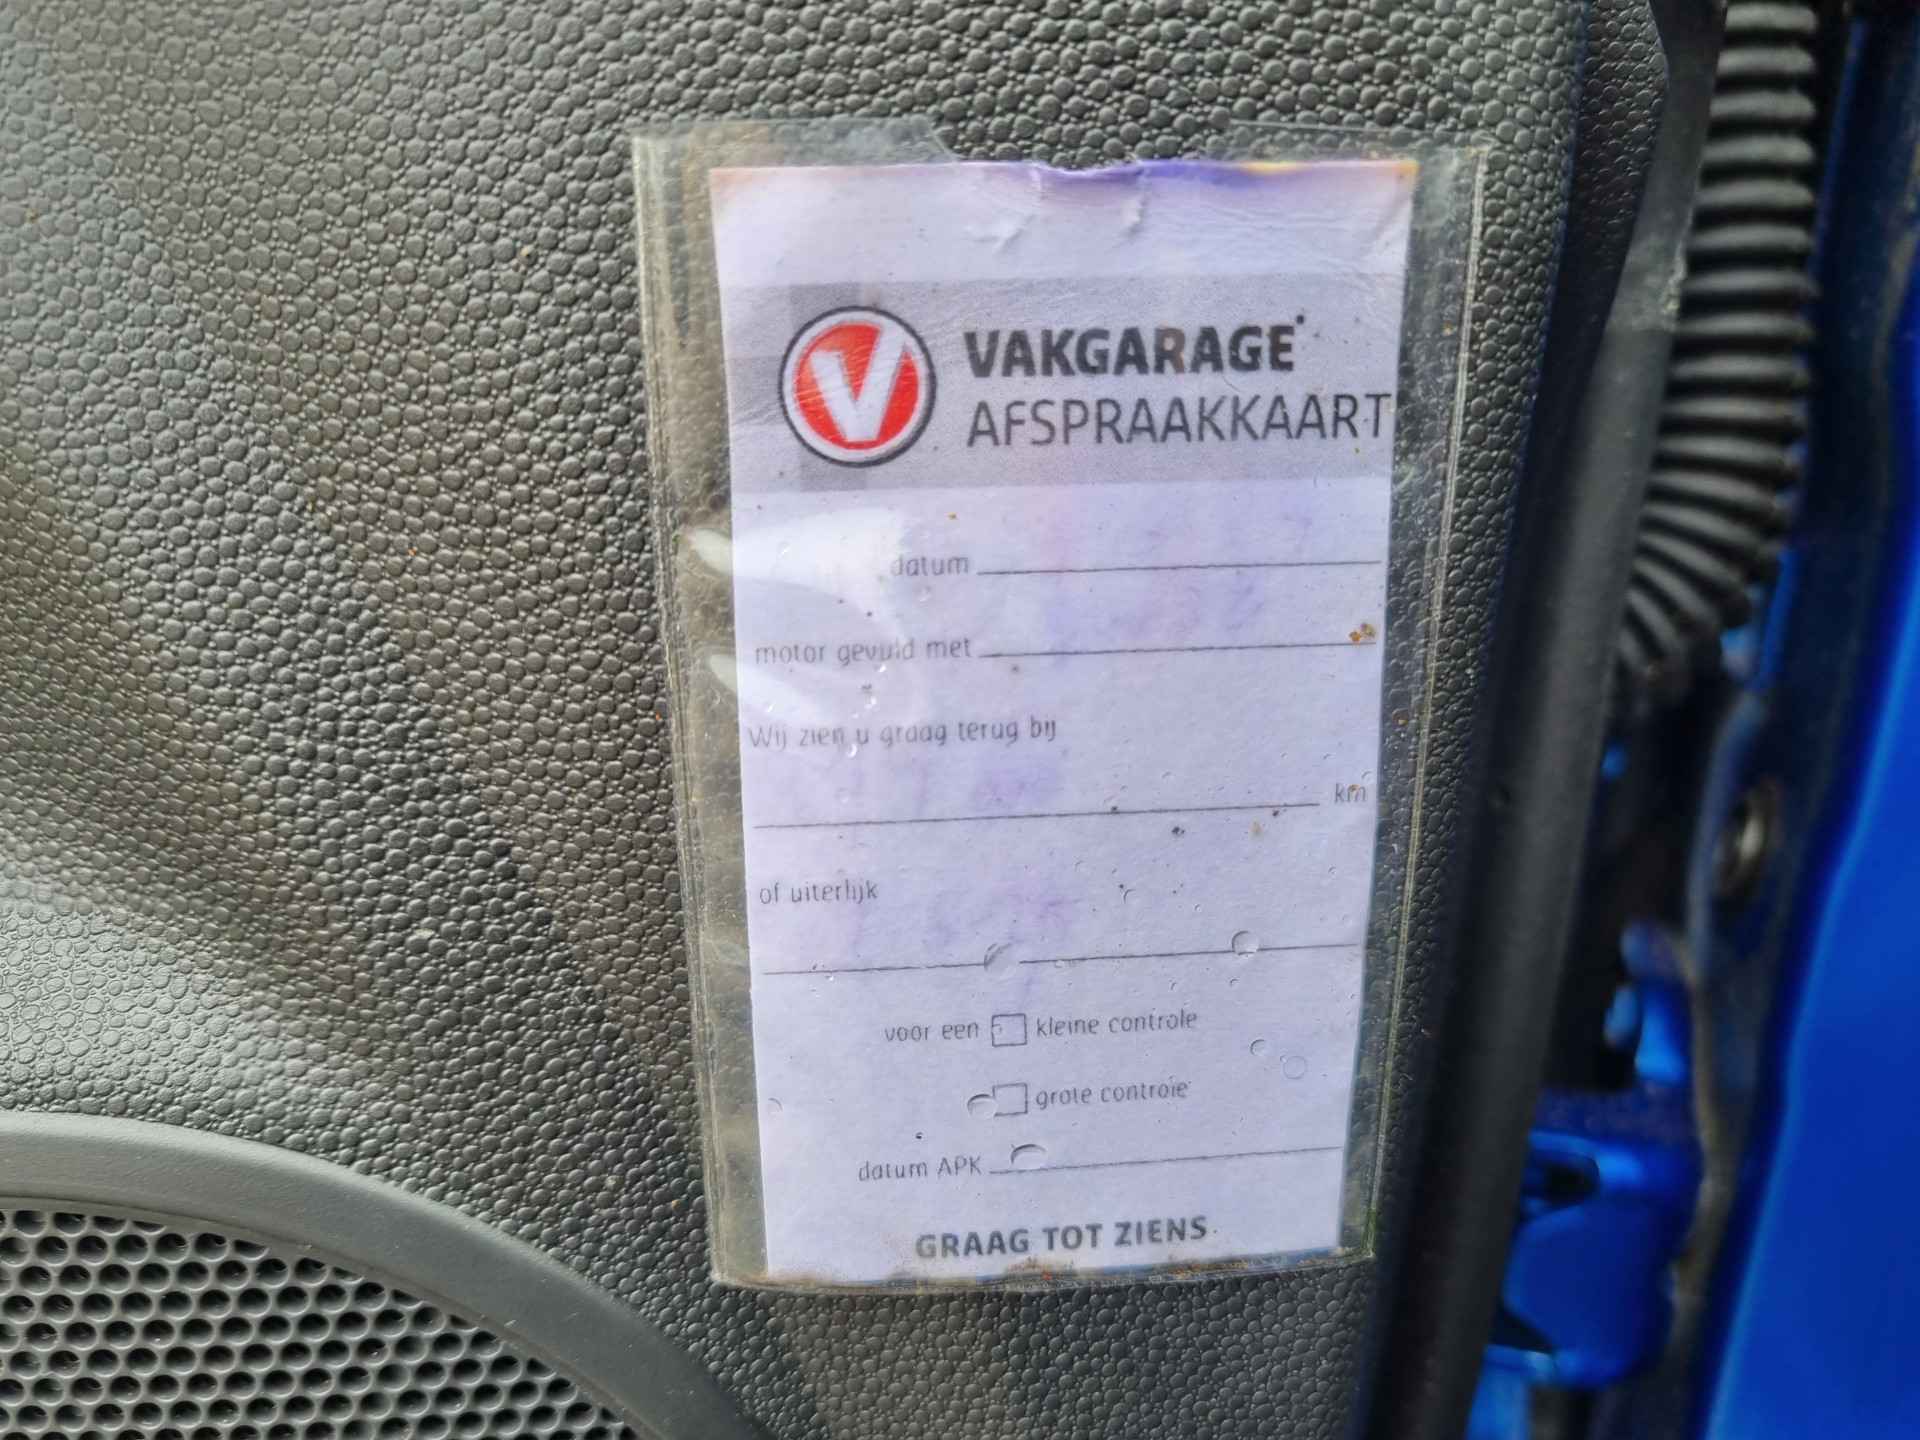 V
VAKGARAGE
AFSPRAAKKAART
datum
motor gevuld met
Wij zien u graag terug bij
km
of uiterlijk
voor een kleine controle
grote controle
datum APK
GRAAG TOT ZIENS